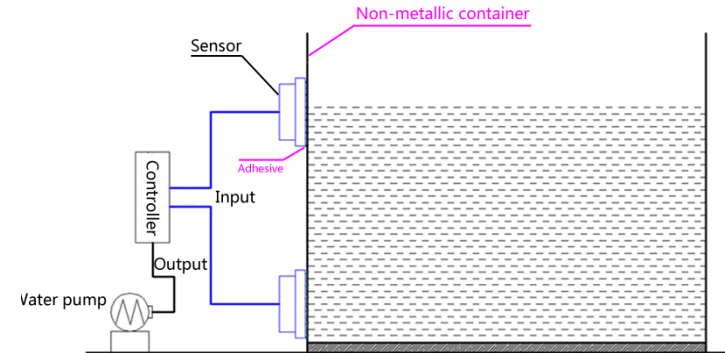 Non-metallic container
Sensor
Adhesive
Controller
Input
Output
Water pump